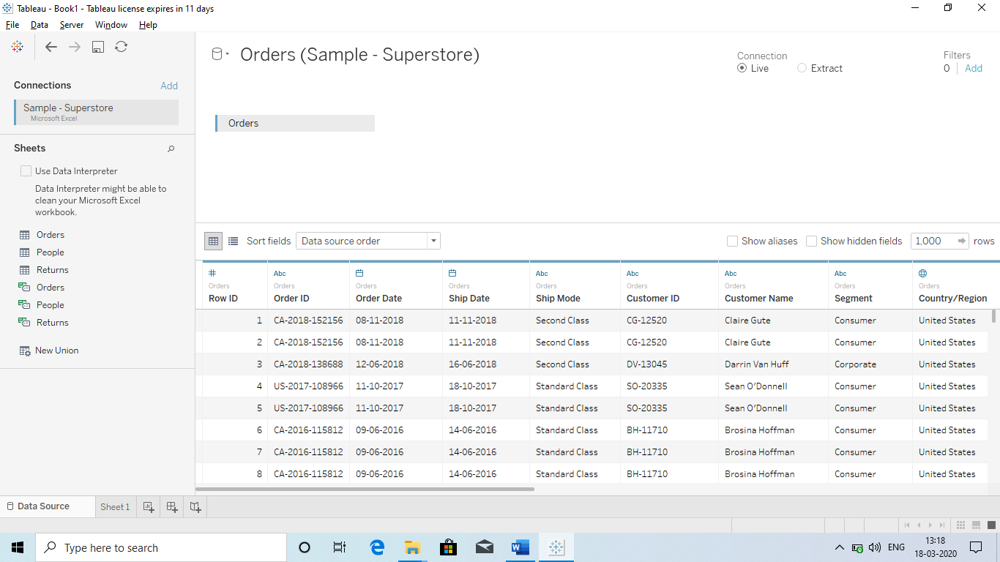 Tableau - Book1 - Tableau license expires in 11 days
File Data Server Window Help
Connections Add
Sample - Superstore
Microsoft Excel
Sheets
Use Data Interpreter
Data Interpreter might be able to
clean your Microsoft Excel
workbook.
Orders
People
Returns
Orders
People
Returns
New Union
Orders (Sample - Superstore)
Connection
Live Extract
Filters
0 Add
Orders
Sort fields Data source order Show aliases Show hidden fields 1,000 rows
# Abc Abc Abc Abc Abc
Orders Orders Orders Orders Orders Orders Orders Orders Orders
Row ID Order ID Order Date Ship Date Ship Mode Customer ID Customer Name Segment Country/Region
1 CA-2018-152156 08-11-2018 11-11-2018 Second Class CG-12520 Claire Gute Consumer United States
2 CA-2018-152156 08-11-2018 11-11-2018 Second Class CG-12520 Claire Gute Consumer United States
3 CA-2018-138688 12-06-2018 16-06-2018 Second Class DV-13045 Darrin Van Huff Corporate United States
4 US-2017-108966 11-10-2017 18-10-2017 Standard Class SO-20335 Sean O'Donnell Consumer United States
5 US-2017-108966 11-10-2017 18-10-2017 Standard Class SO-20335 Sean O'Donnell Consumer United States
6 CA-2016-115812 09-06-2016 14-06-2016 Standard Class BH-11710 Brosina Hoffman Consumer United States
7 CA-2016-115812 09-06-2016 14-06-2016 Standard Class BH-11710 Brosina Hoffman Consumer United States
8 CA-2016-115812 09-06-2016 14-06-2016 Standard Class BH-11710 Brosina Hoffman Consumer United States
Data Source Sheet 1
Type here to search
ENG
13:18
18-03-2020